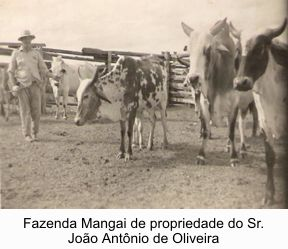 Fazenda Mangai de propriedade do Sr.
João Antônio de Oliveira